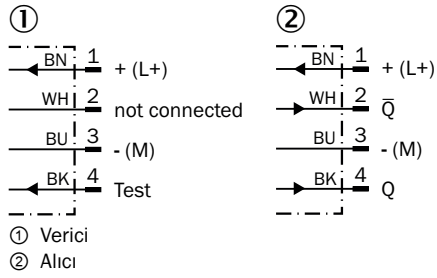 ① ②
BN 1 + (L+)
WH 2 not connected
BU 3 - (M)
BK 4 Test
BN 1 + (L+)
WH 2 Q̅
BU 3 - (M)
BK 4 Q
① Verici
② Alıcı